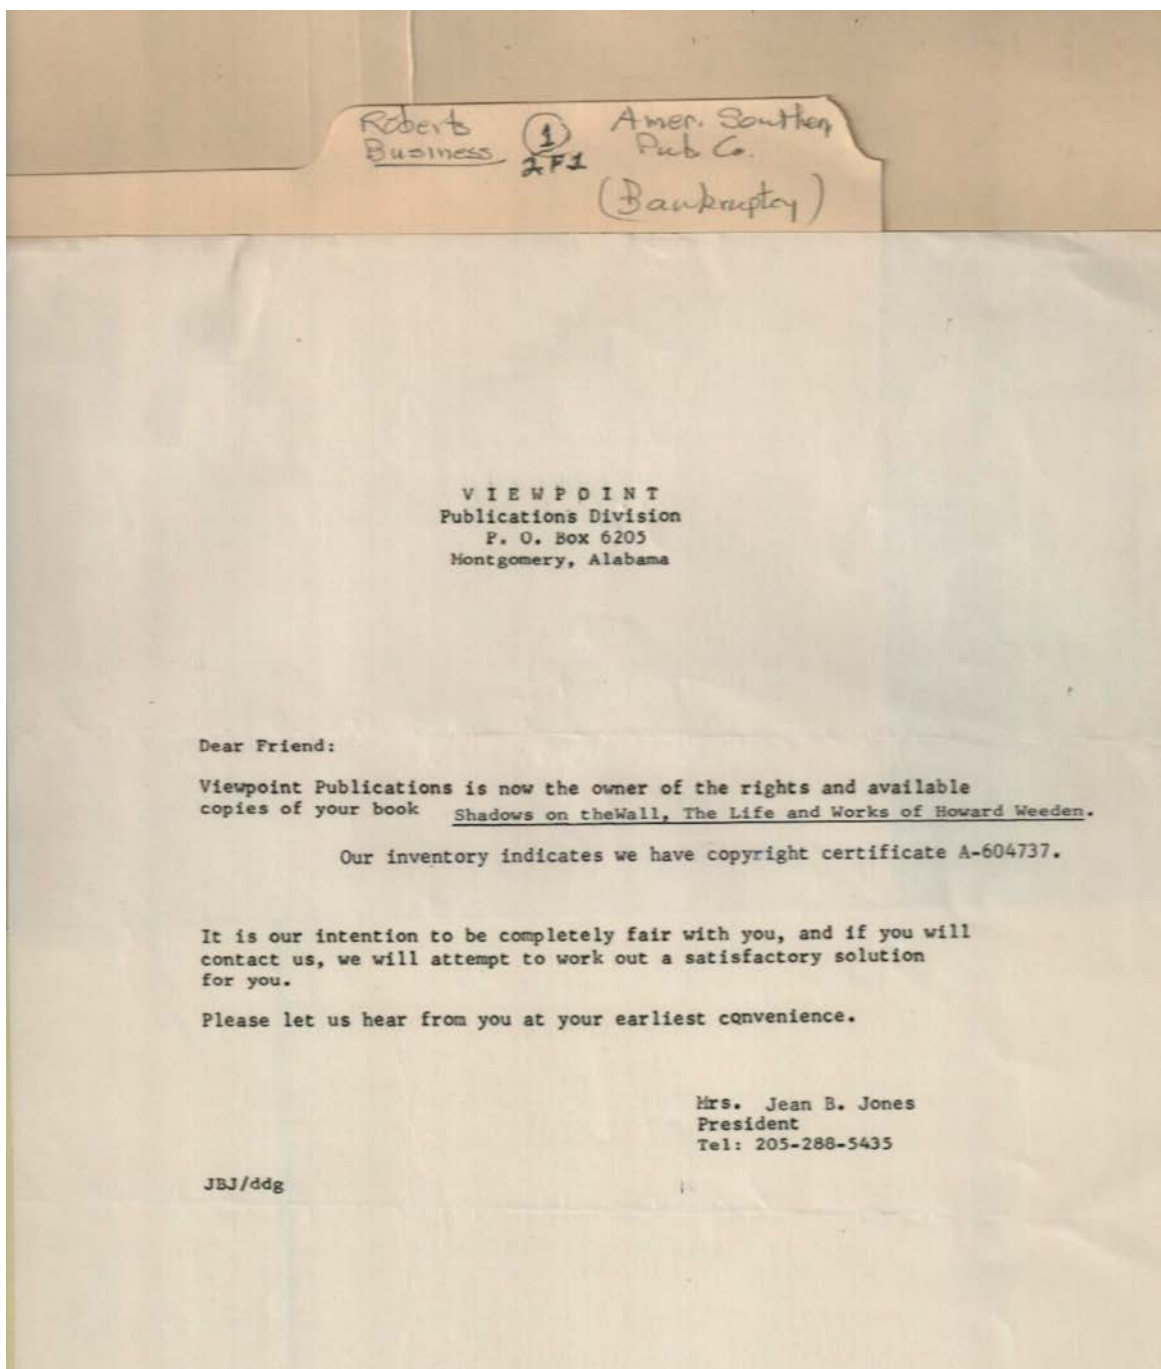 Roberts ① Amer. Southern
Business 2F1 Pub. Co.
(Bankruptcy)
V I E W P O I N T
Publications Division
P. O. Box 6205
Montgomery, Alabama
Dear Friend:
Viewpoint Publications is now the owner of the rights and available
copies of your book Shadows on theWall, The Life and Works of Howard Weeden.
Our inventory indicates we have copyright certificate A-604737.
It is our intention to be completely fair with you, and if you will
contact us, we will attempt to work out a satisfactory solution
for you.
Please let us hear from you at your earliest convenience.
Mrs. Jean B. Jones
President
Tel: 205-288-5435
JBJ/ddg